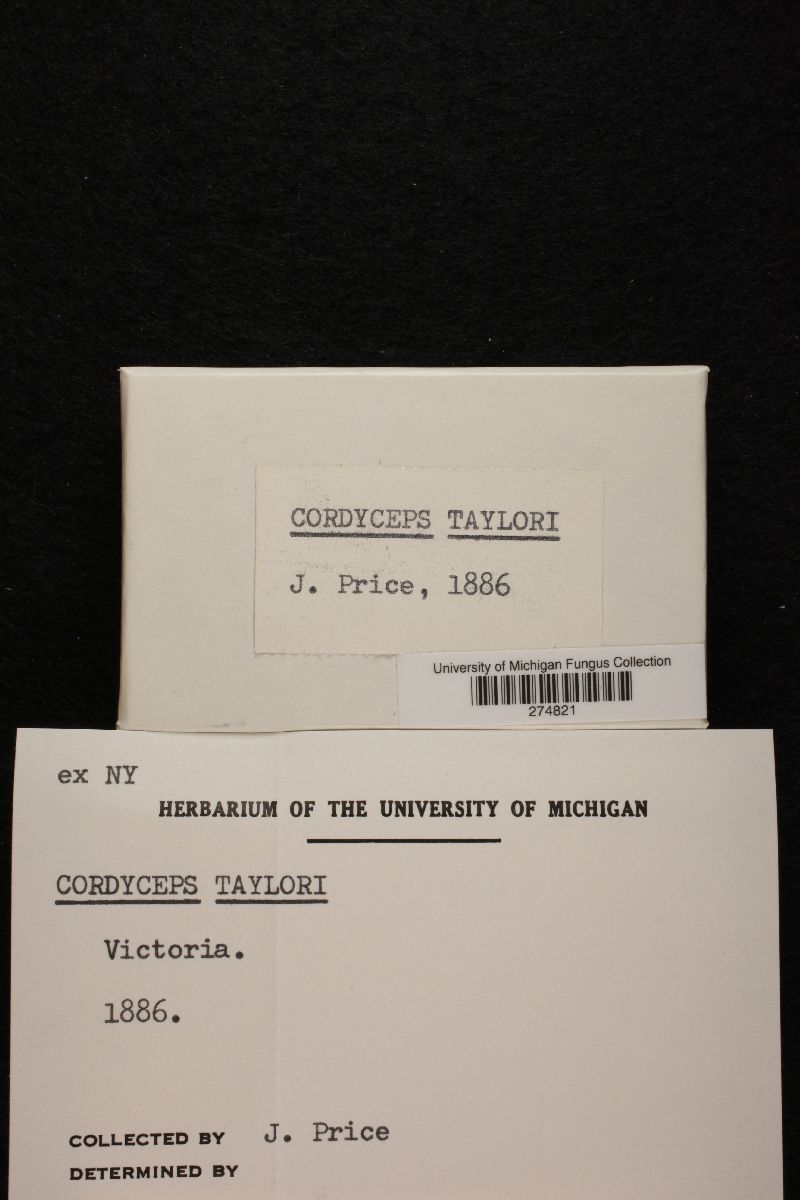 CORDYCEPS TAYLORI
J. Price, 1886
University of Michigan Fungus Collection
274821
ex NY
HERBARIUM OF THE UNIVERSITY OF MICHIGAN
CORDYCEPS TAYLORI
Victoria.
1886.
COLLECTED BY J. Price
DETERMINED BY